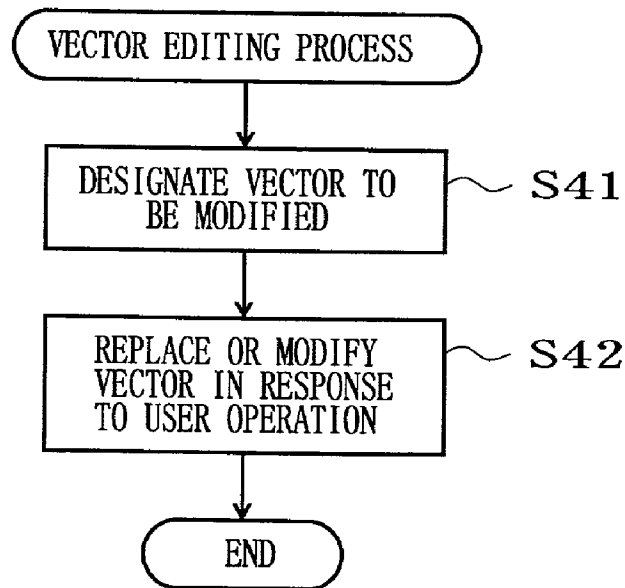 VECTOR EDITING PROCESS
DESIGNATE VECTOR TO
BE MODIFIED
S41
REPLACE OR MODIFY
VECTOR IN RESPONSE
TO USER OPERATION
S42
END